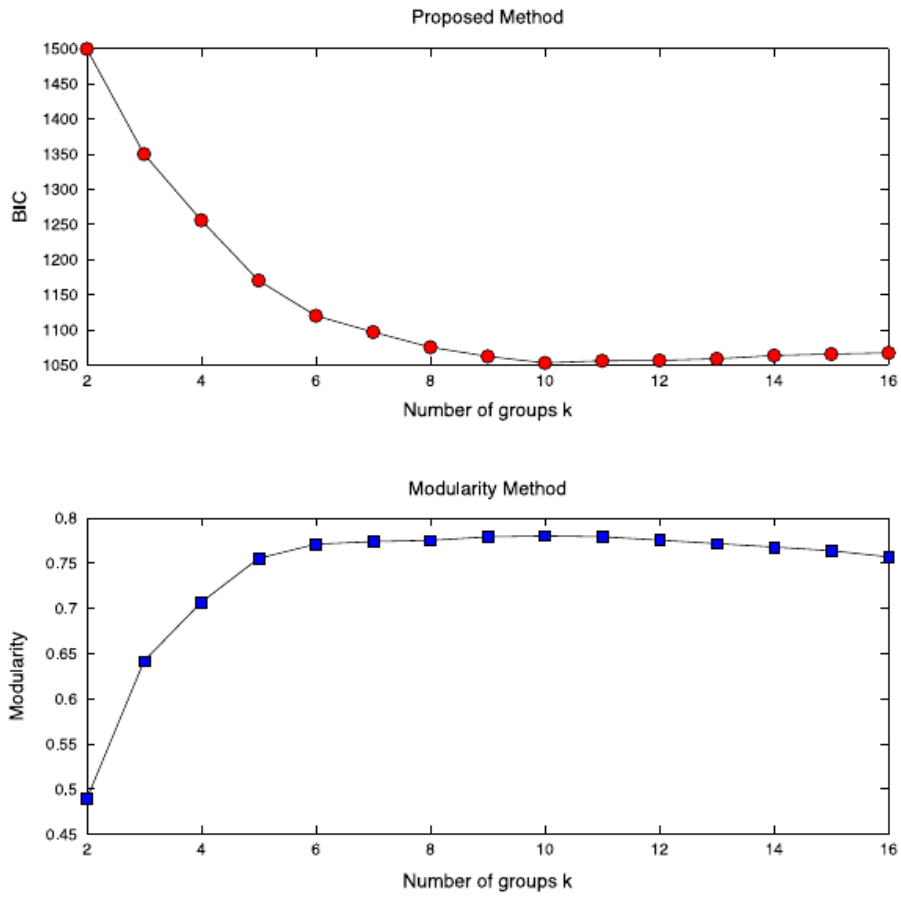 Proposed Method
1500
1450
1400
1350
1300
1250
1200
1150
1100
1050
BIC
2 4 6 8 10 12 14 16
Number of groups k
Modularity Method
0.8
0.75
0.7
0.65
0.6
0.55
0.5
0.45
Modularity
2 4 6 8 10 12 14 16
Number of groups k